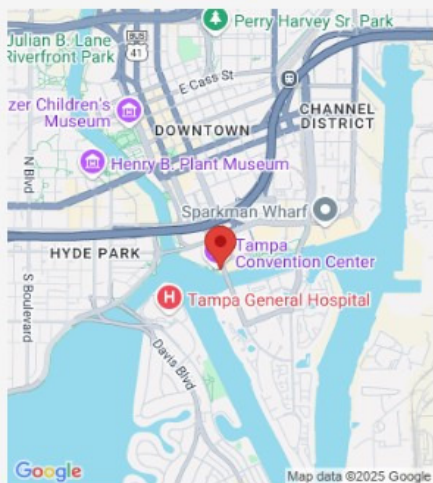 Perry Harvey Sr. Park
Julian B. Lane
Riverfront Park
BUS
41
E Cass St
zer Children's
Museum
CHANNEL
DISTRICT
DOWNTOWN
N Blvd
Henry B. Plant Museum
Sparkman Wharf
HYDE PARK
Tampa
Convention Center
S Boulevard
H
Tampa General Hospital
Davis Blvd
Google
Map data ©2025 Google